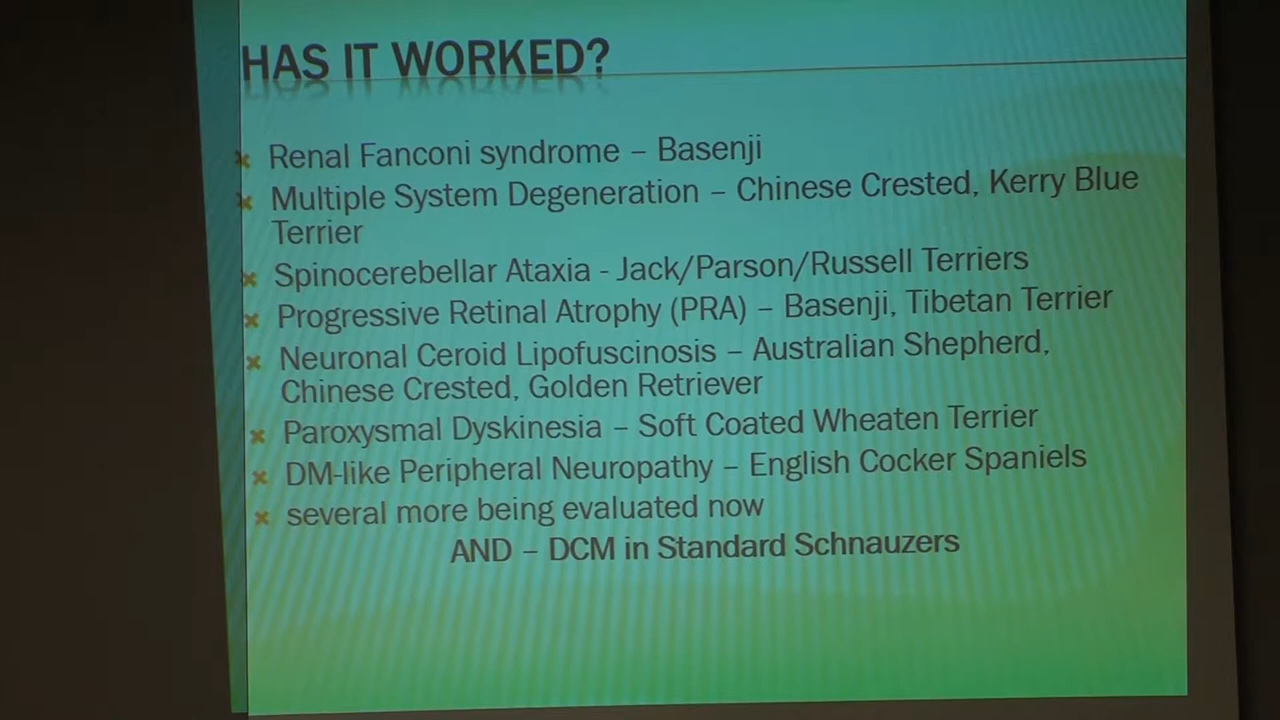 HAS IT WORKED?
Renal Fanconi syndrome – Basenji
Multiple System Degeneration – Chinese Crested, Kerry Blue
Terrier
Spinocerebellar Ataxia - Jack/Parson/Russell Terriers
Progressive Retinal Atrophy (PRA) – Basenji, Tibetan Terrier
Neuronal Ceroid Lipofuscinosis – Australian Shepherd,
Chinese Crested, Golden Retriever
Paroxysmal Dyskinesia – Soft Coated Wheaten Terrier
DM-like Peripheral Neuropathy – English Cocker Spaniels
several more being evaluated now
AND – DCM in Standard Schnauzers